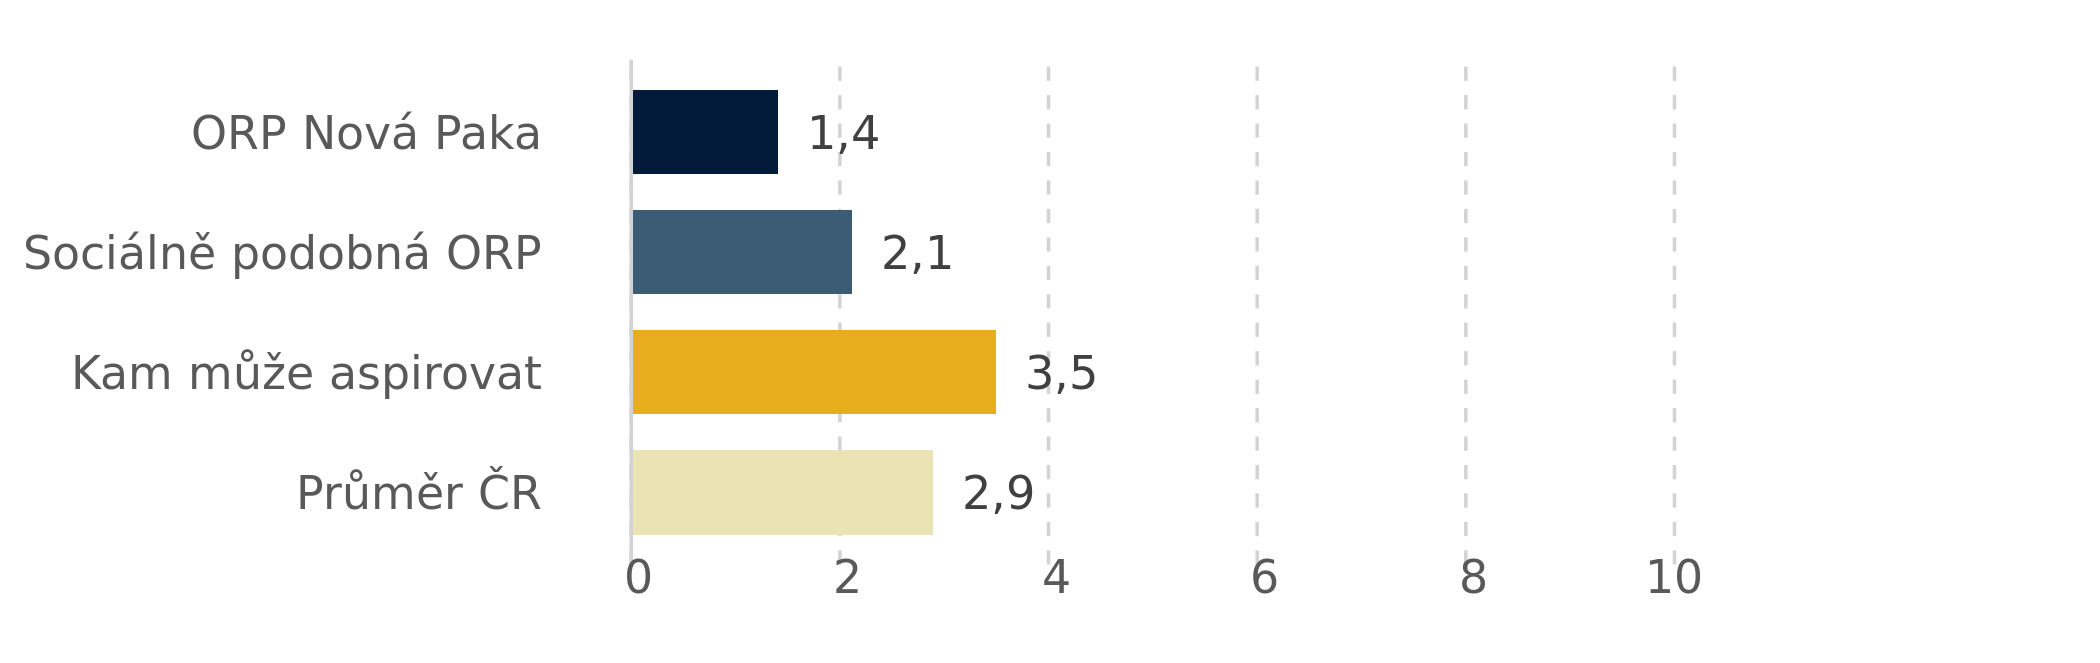 ORP Nová Paka 1,4
Sociálně podobná ORP 2,1
Kam může aspirovat 3,5
Průměr ČR 2,9
0 2 4 6 8 10